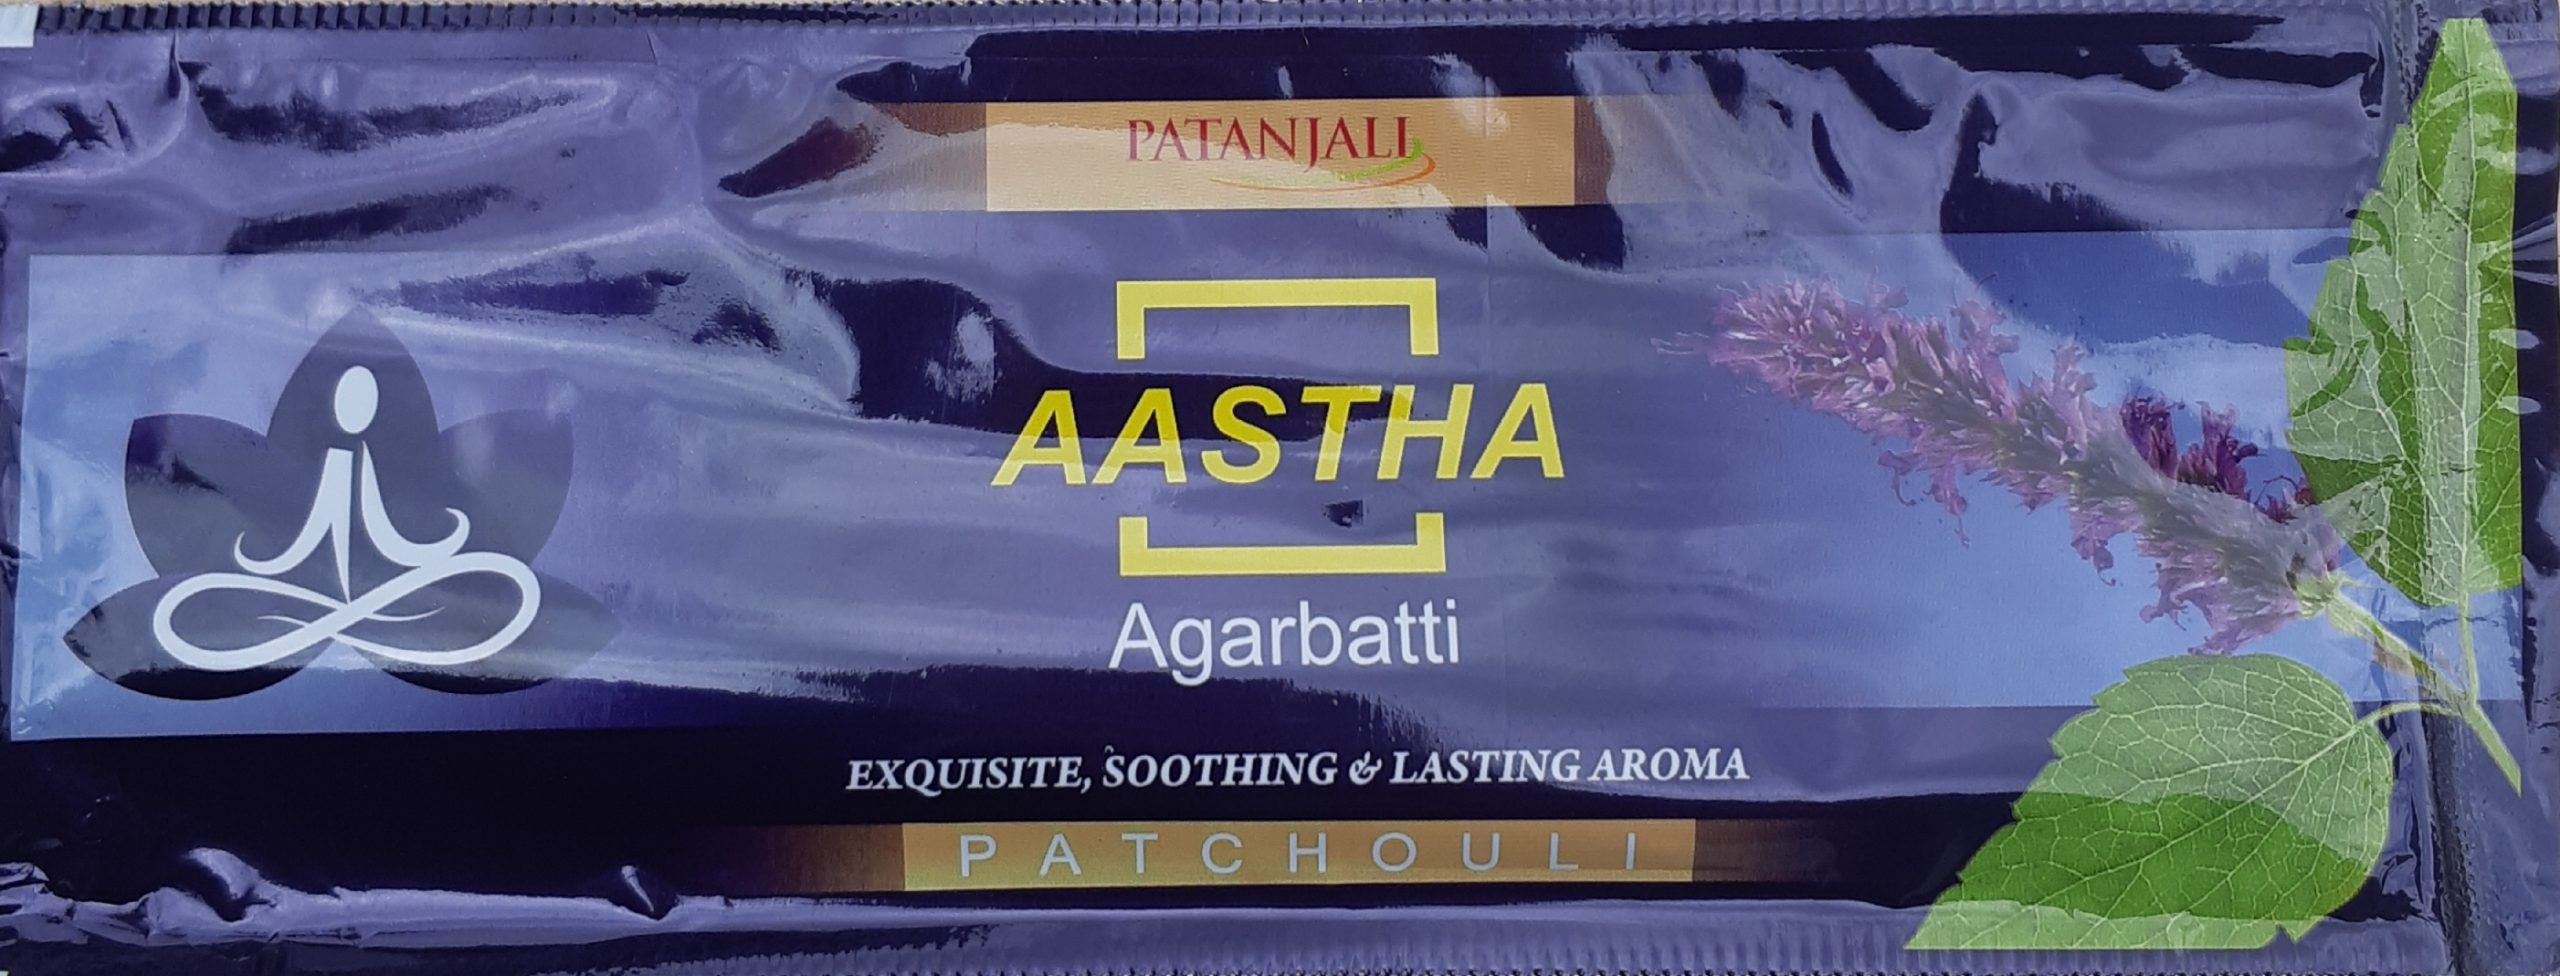 PATANJALI
AASTHA
Agarbatti
EXQUISITE, SOOTHING & LASTING AROMA
PATCHOULI